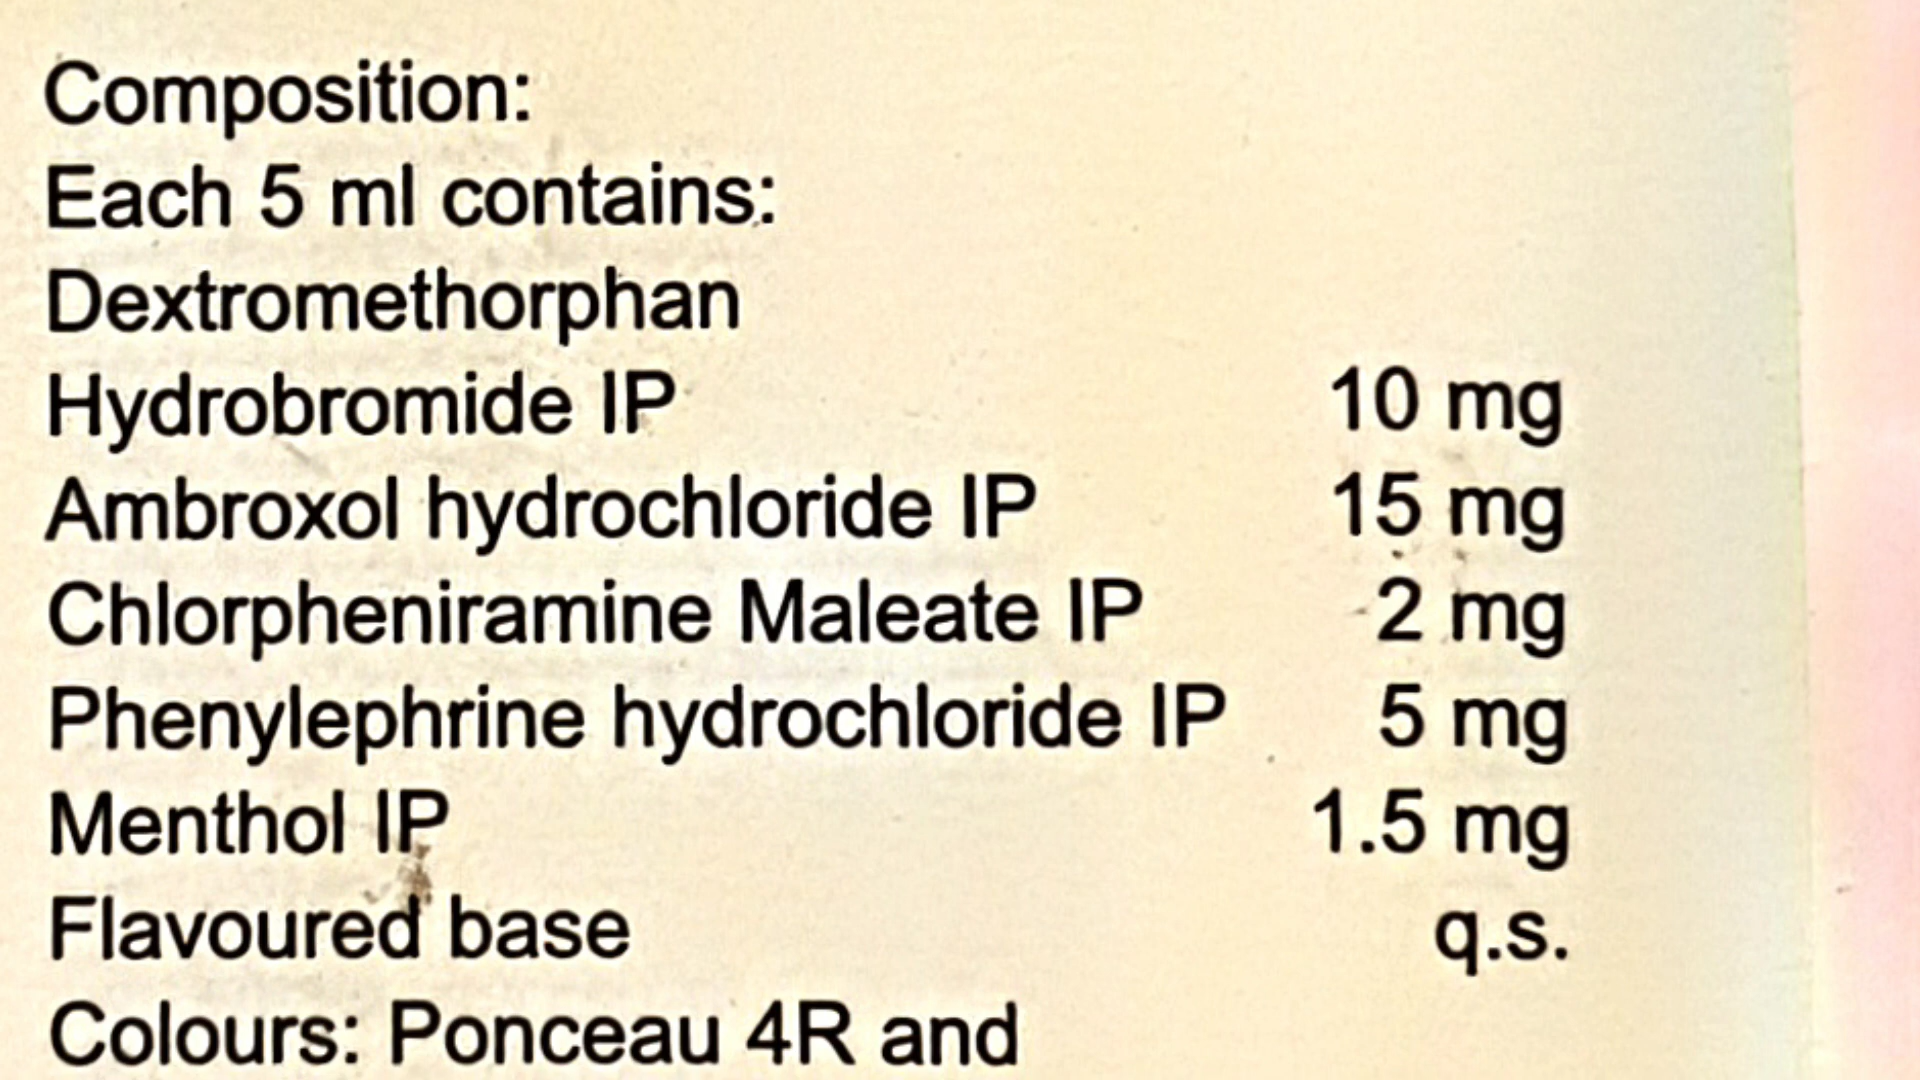 Composition:
Each 5 ml contains:
Dextromethorphan
Hydrobromide IP 10 mg
Ambroxol hydrochloride IP 15 mg
Chlorpheniramine Maleate IP 2 mg
Phenylephrine hydrochloride IP 5 mg
Menthol IP 1.5 mg
Flavoured base q.s.
Colours: Ponceau 4R and